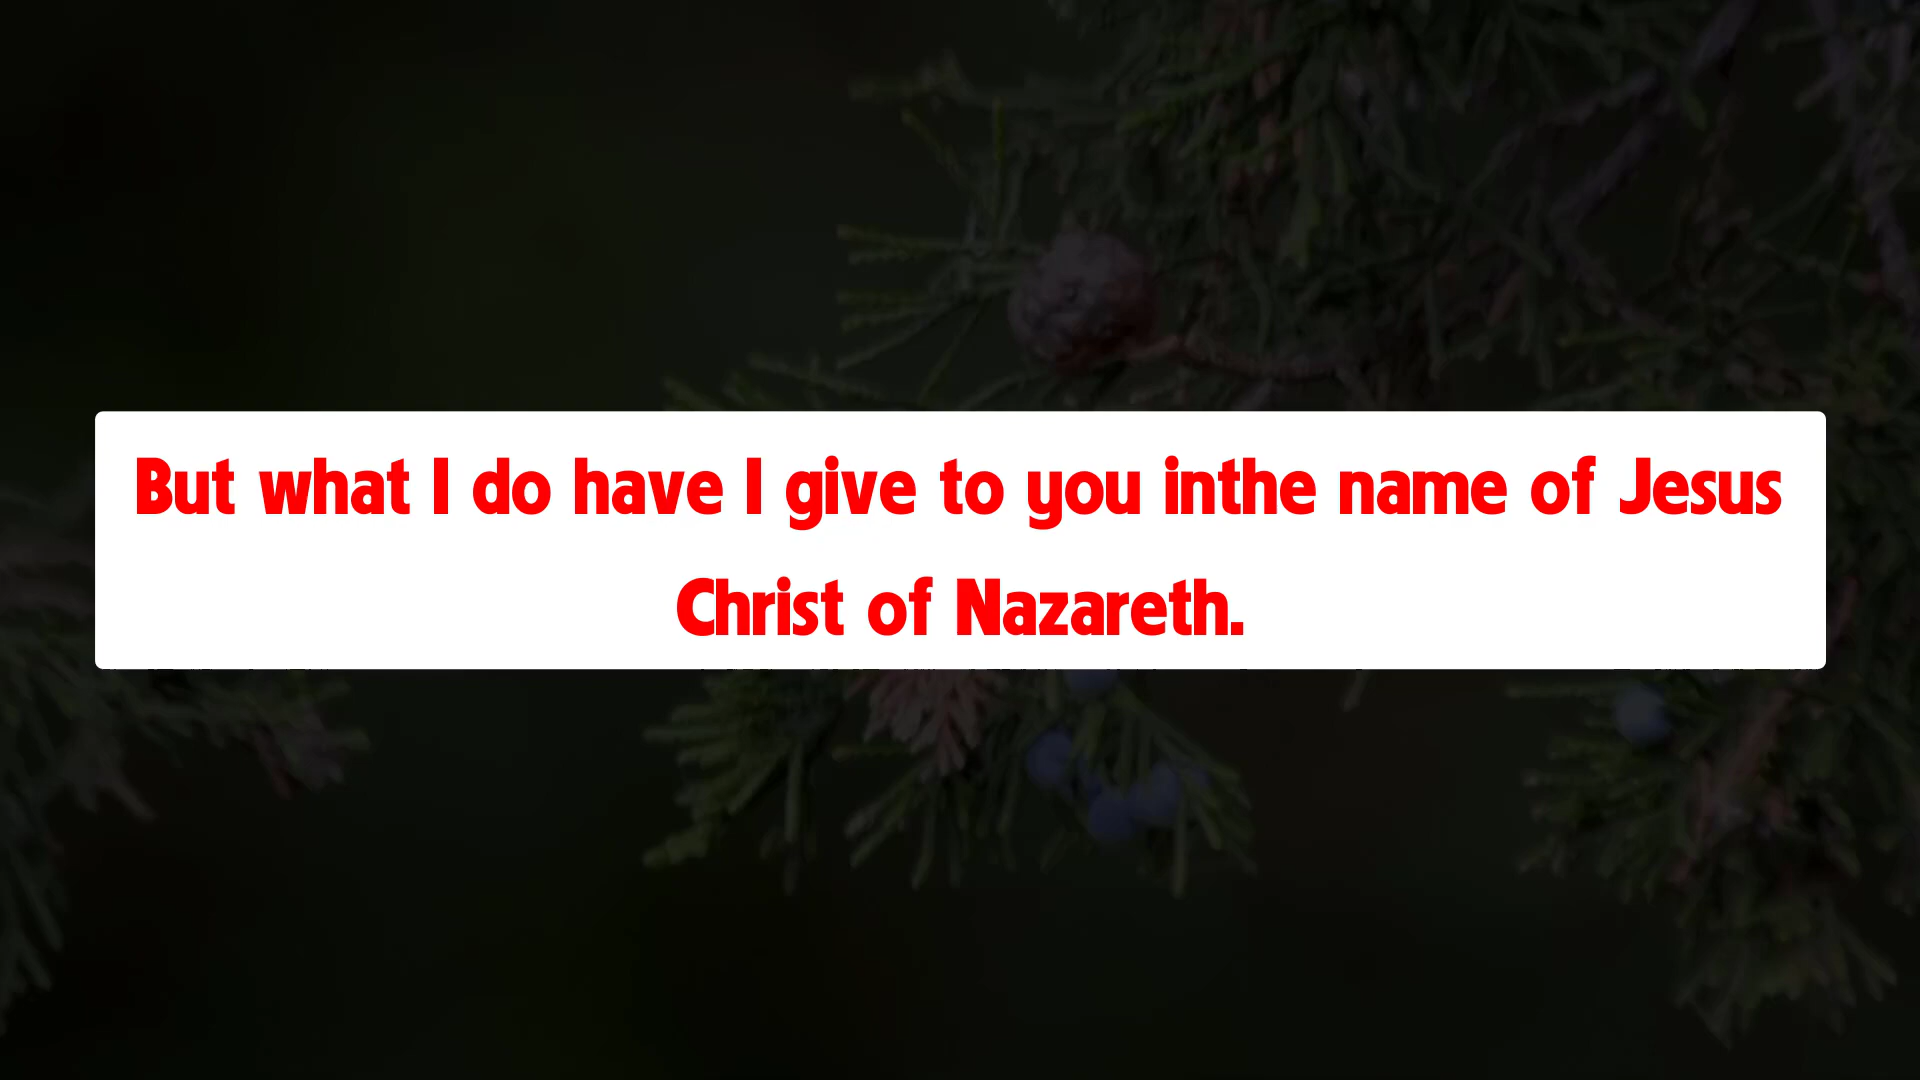 But what I do have I give to you inthe name of Jesus
Christ of Nazareth.